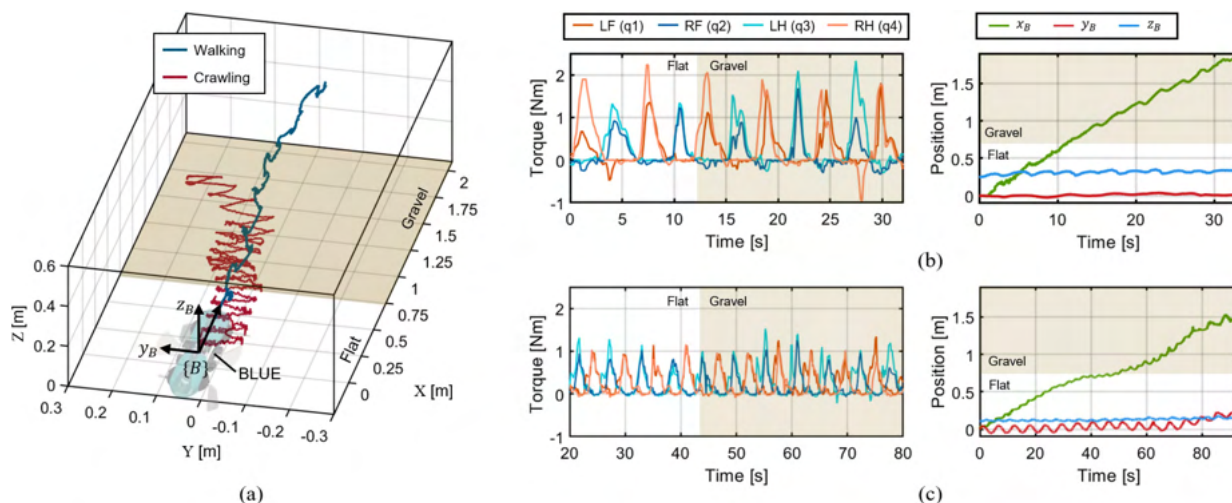 Walking
Crawling
Z [m]
0.6
0.4
0.2
0
0.3
0.2
0.1
0
-0.1
-0.2
-0.3
Y [m]
X [m]
0
0.25
0.5
0.75
1
1.25
1.5
1.75
2
Flat
Gravel
z_B
y_B
{B}
BLUE
(a)
LF (q1) RF (q2) LH (q3) RH (q4)
Flat Gravel
Torque [Nm]
2
1
0
-1
0 5 10 15 20 25 30
Time [s]
x_B y_B z_B
Position [m]
1.5
1
0.5
0
Gravel
Flat
0 10 20 30
Time [s]
(b)
Flat Gravel
Torque [Nm]
2
1
0
-1
20 30 40 50 60 70 80
Time [s]
Position [m]
1.5
1
0.5
0
Gravel
Flat
0 20 40 60 80
Time [s]
(c)